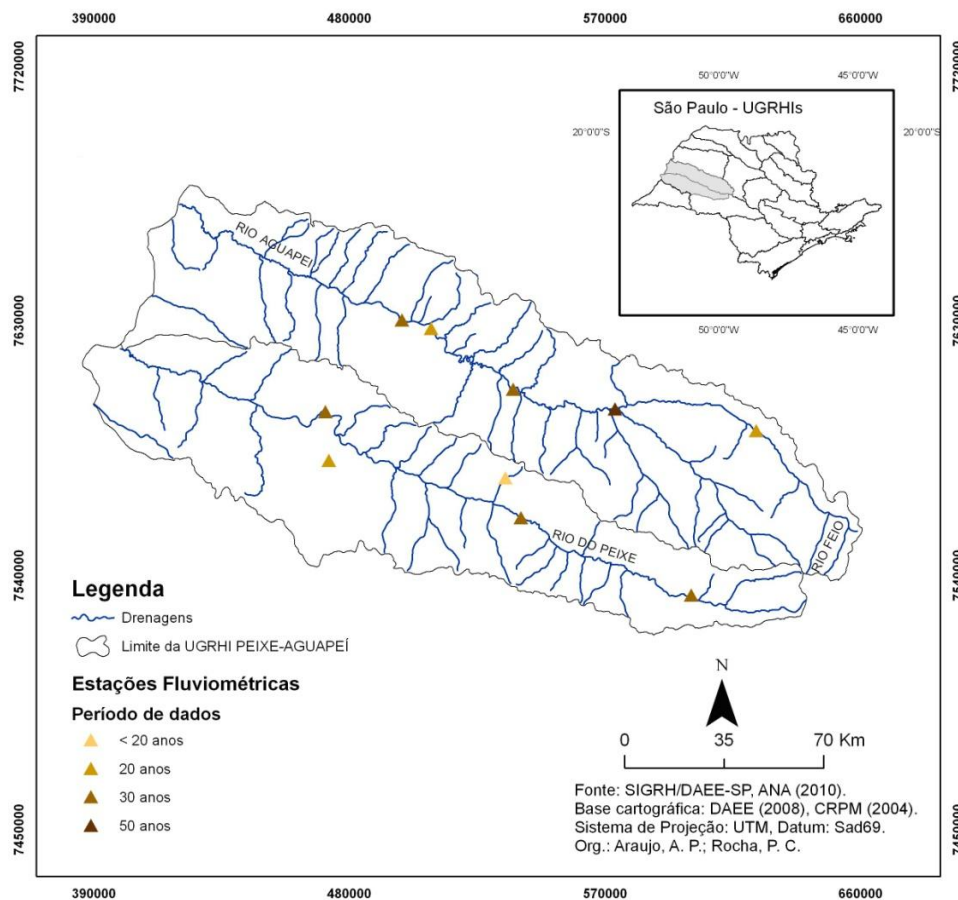 390000 480000 570000 660000
7720000 7720000
50°0'0"W 45°0'0"W
São Paulo - UGRHIs
20°0'0"S 20°0'0"S
RIO AGUAPEÍ
7630000 7630000
50°0'0"W 45°0'0"W
RIO DO PEIXE
RIO FEIO
7540000 7540000
Legenda
Drenagens
Limite da UGRHI PEIXE-AGUAPEÍ
Estações Fluviométricas
Período de dados
< 20 anos
20 anos
30 anos
50 anos
N
0 35 70 Km
Fonte: SIGRH/DAEE-SP, ANA (2010).
Base cartográfica: DAEE (2008), CRPM (2004).
Sistema de Projeção: UTM, Datum: Sad69.
Org.: Araujo, A. P.; Rocha, P. C.
7450000 7450000
390000 480000 570000 660000